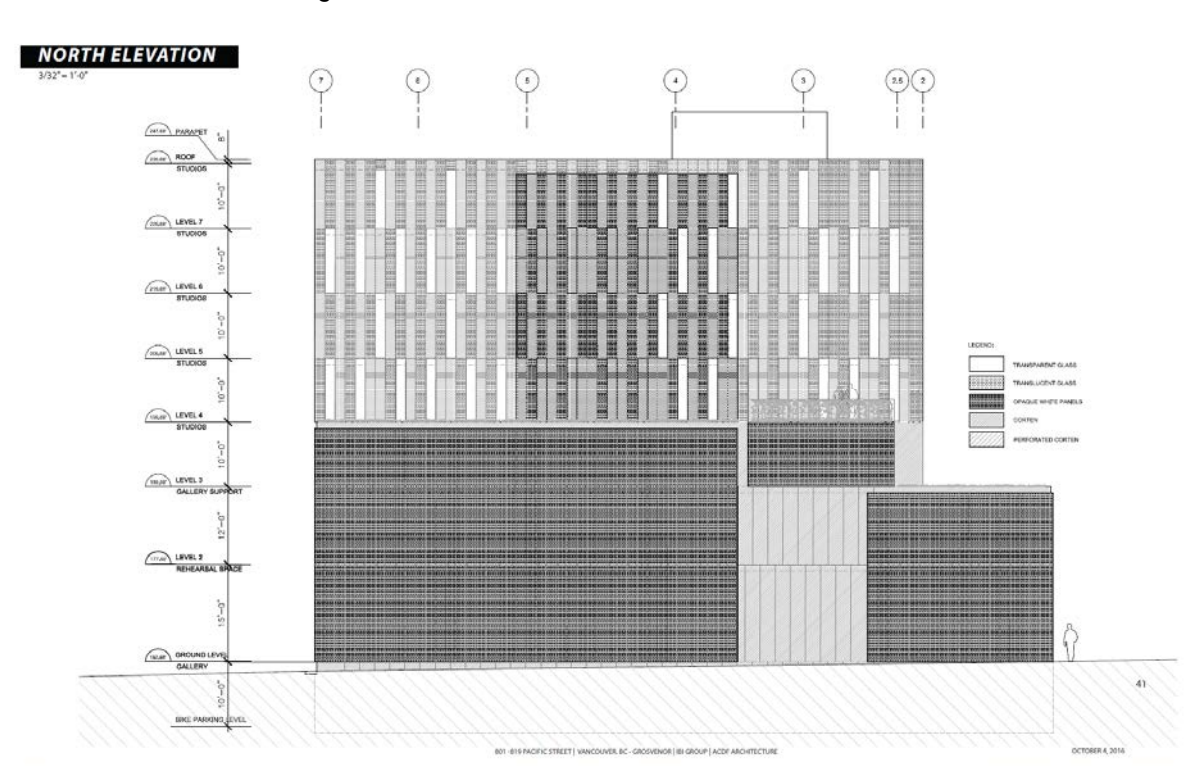 NORTH ELEVATION
3/32" = 1'-0"
7 6 5 4 3 2.5 2
PARAPET
8"
ROOF
STUDIOS
10'-0"
LEVEL 7
STUDIOS
10'-0"
LEVEL 6
STUDIOS
10'-0"
LEVEL 5
STUDIOS
10'-0"
LEVEL 4
STUDIOS
10'-0"
LEVEL 3
GALLERY SUPPORT
12'-0"
LEVEL 2
REHEARSAL SPACE
15'-0"
GROUND LEVEL
GALLERY
10'-0"
BIKE PARKING LEVEL
LEGEND:
TRANSPARENT GLASS
TRANSLUCENT GLASS
OPAQUE WHITE PANELS
CORTEN
PERFORATED CORTEN
41
801 -819 PACIFIC STREET | VANCOUVER, BC - GROSVENOR | IBI GROUP | ACDF ARCHITECTURE
OCTOBER 4, 2016